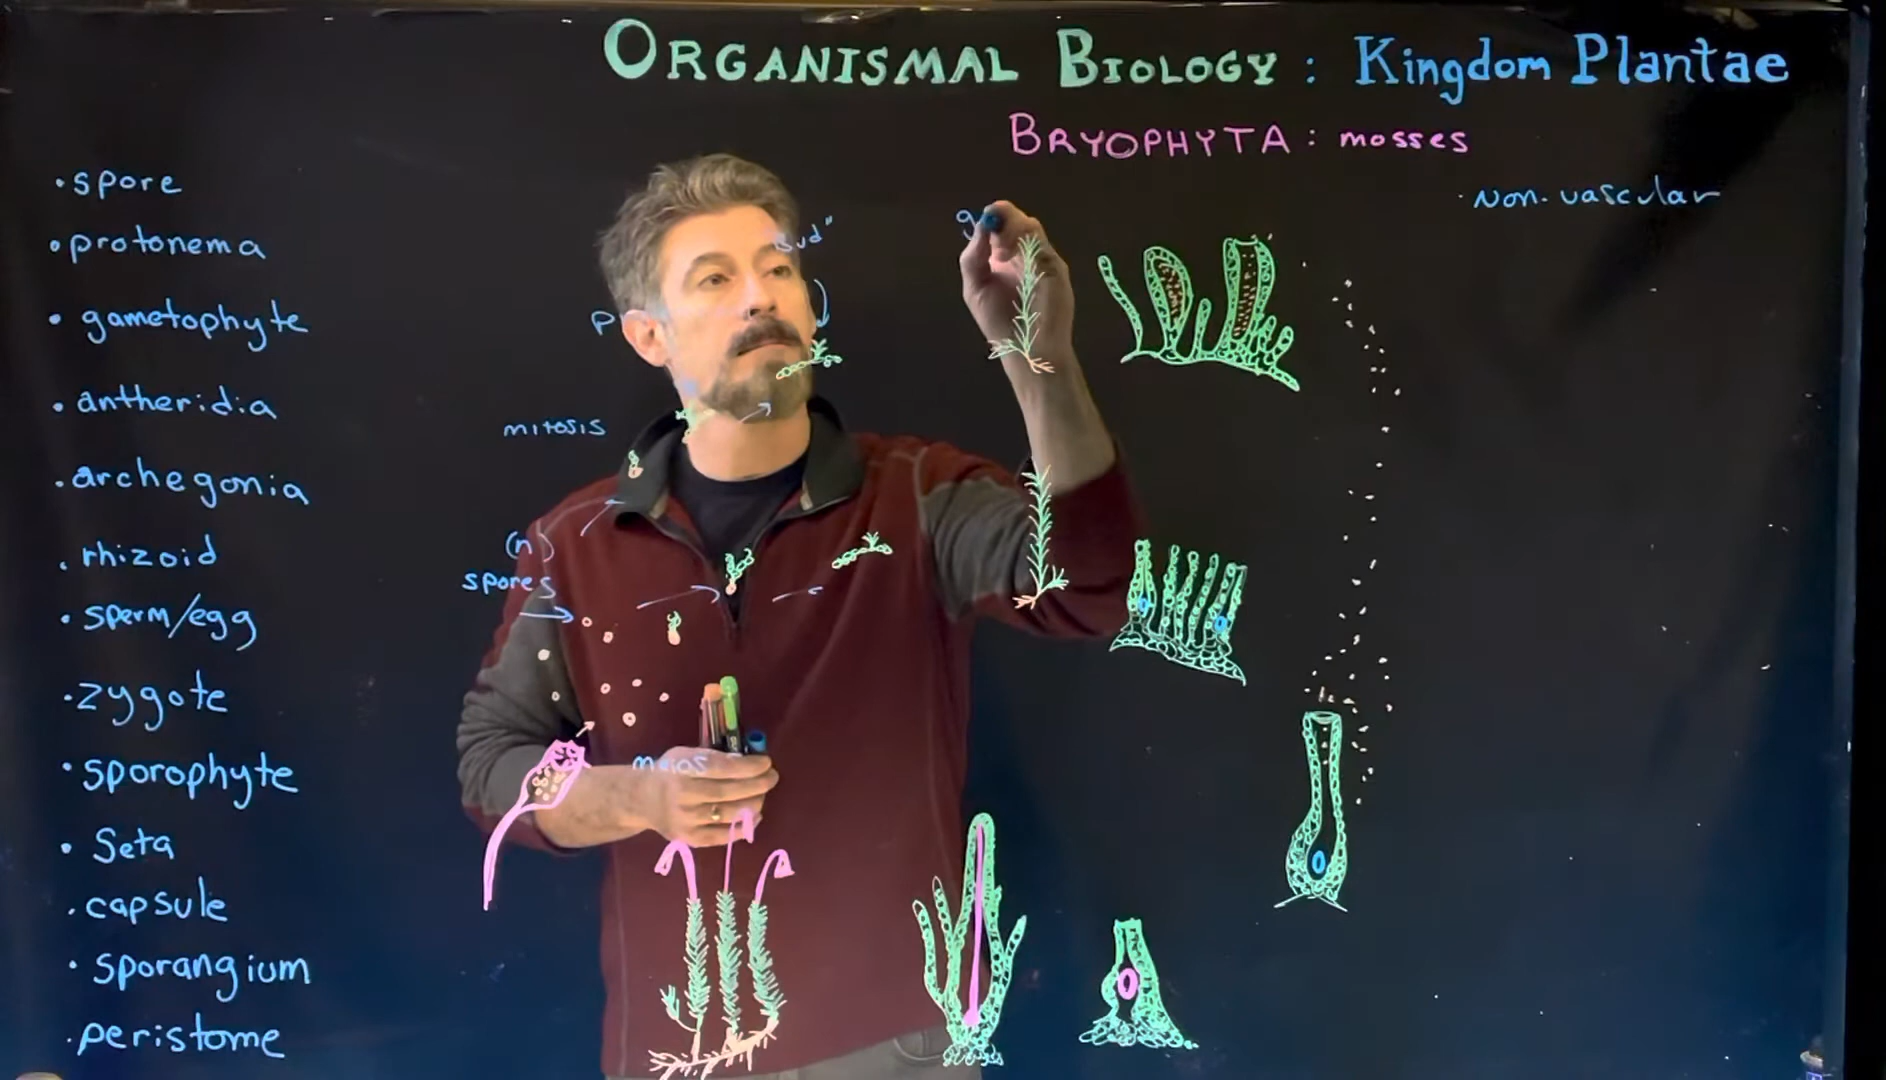 ORGANISMAL BIOLOGY : Kingdom Plantae
BRYOPHYTA : mosses
• Non-vascular
• spore
• protonema
• gametophyte
• antheridia
• archegonia
• rhizoid
• sperm/egg
• zygote
• sporophyte
• Seta
• capsule
• sporangium
• peristome
mitosis
(n)
spores